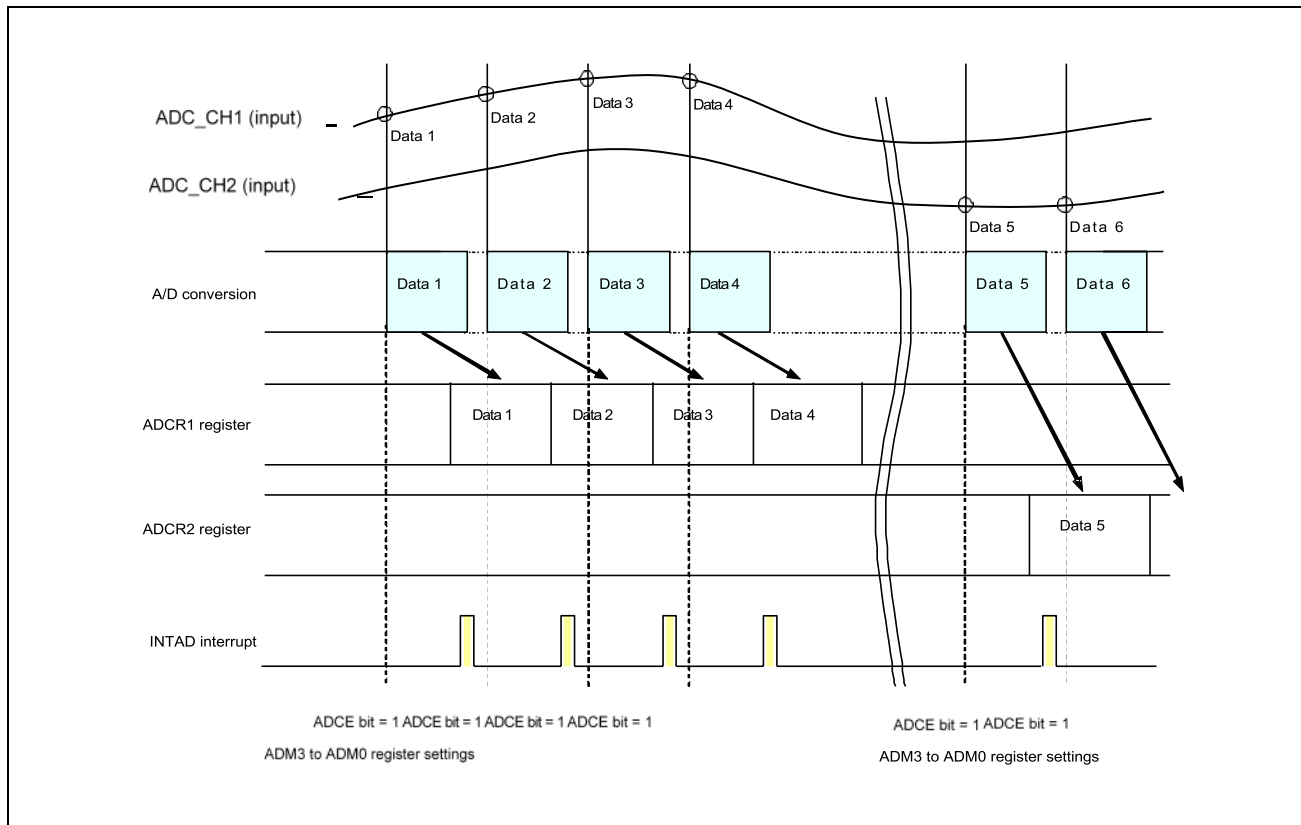 ADC_CH1 (input)
Data 1
Data 2
Data 3
Data 4
ADC_CH2 (input)
Data 5
Data 6
A/D conversion
Data 1
Data 2
Data 3
Data 4
Data 5
Data 6
ADCR1 register
Data 1
Data 2
Data 3
Data 4
ADCR2 register
Data 5
INTAD interrupt
ADCE bit = 1 ADCE bit = 1 ADCE bit = 1 ADCE bit = 1
ADCE bit = 1 ADCE bit = 1
ADM3 to ADM0 register settings
ADM3 to ADM0 register settings